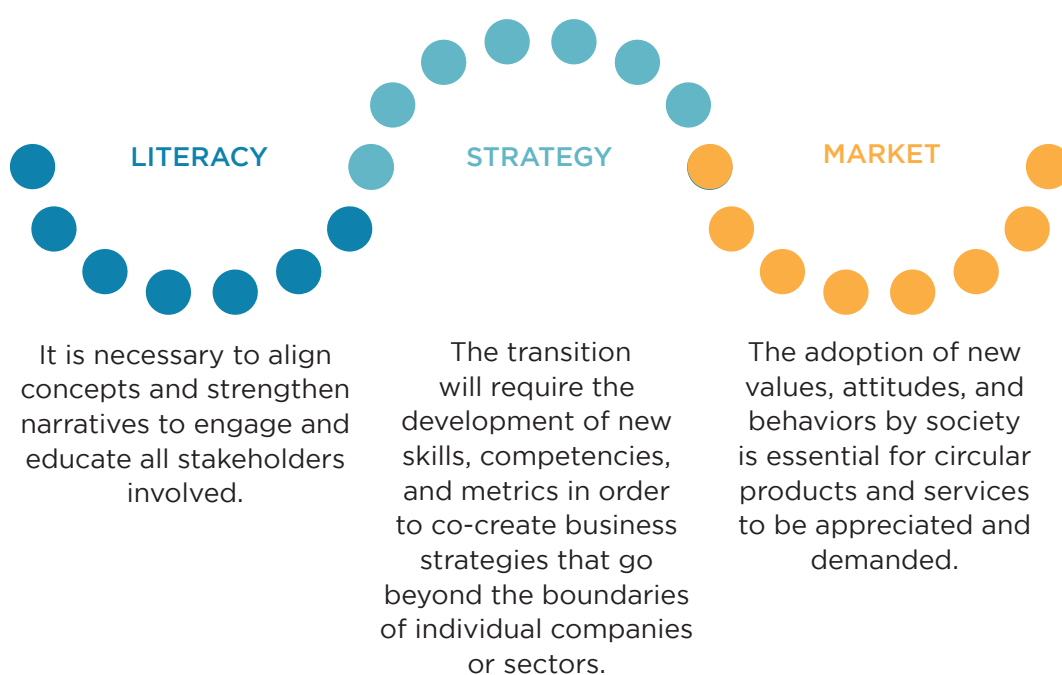 LITERACY
It is necessary to align
concepts and strengthen
narratives to engage and
educate all stakeholders
involved.
STRATEGY
The transition
will require the
development of new
skills, competencies,
and metrics in order
to co-create business
strategies that go
beyond the boundaries
of individual companies
or sectors.
MARKET
The adoption of new
values, attitudes, and
behaviors by society
is essential for circular
products and services
to be appreciated and
demanded.